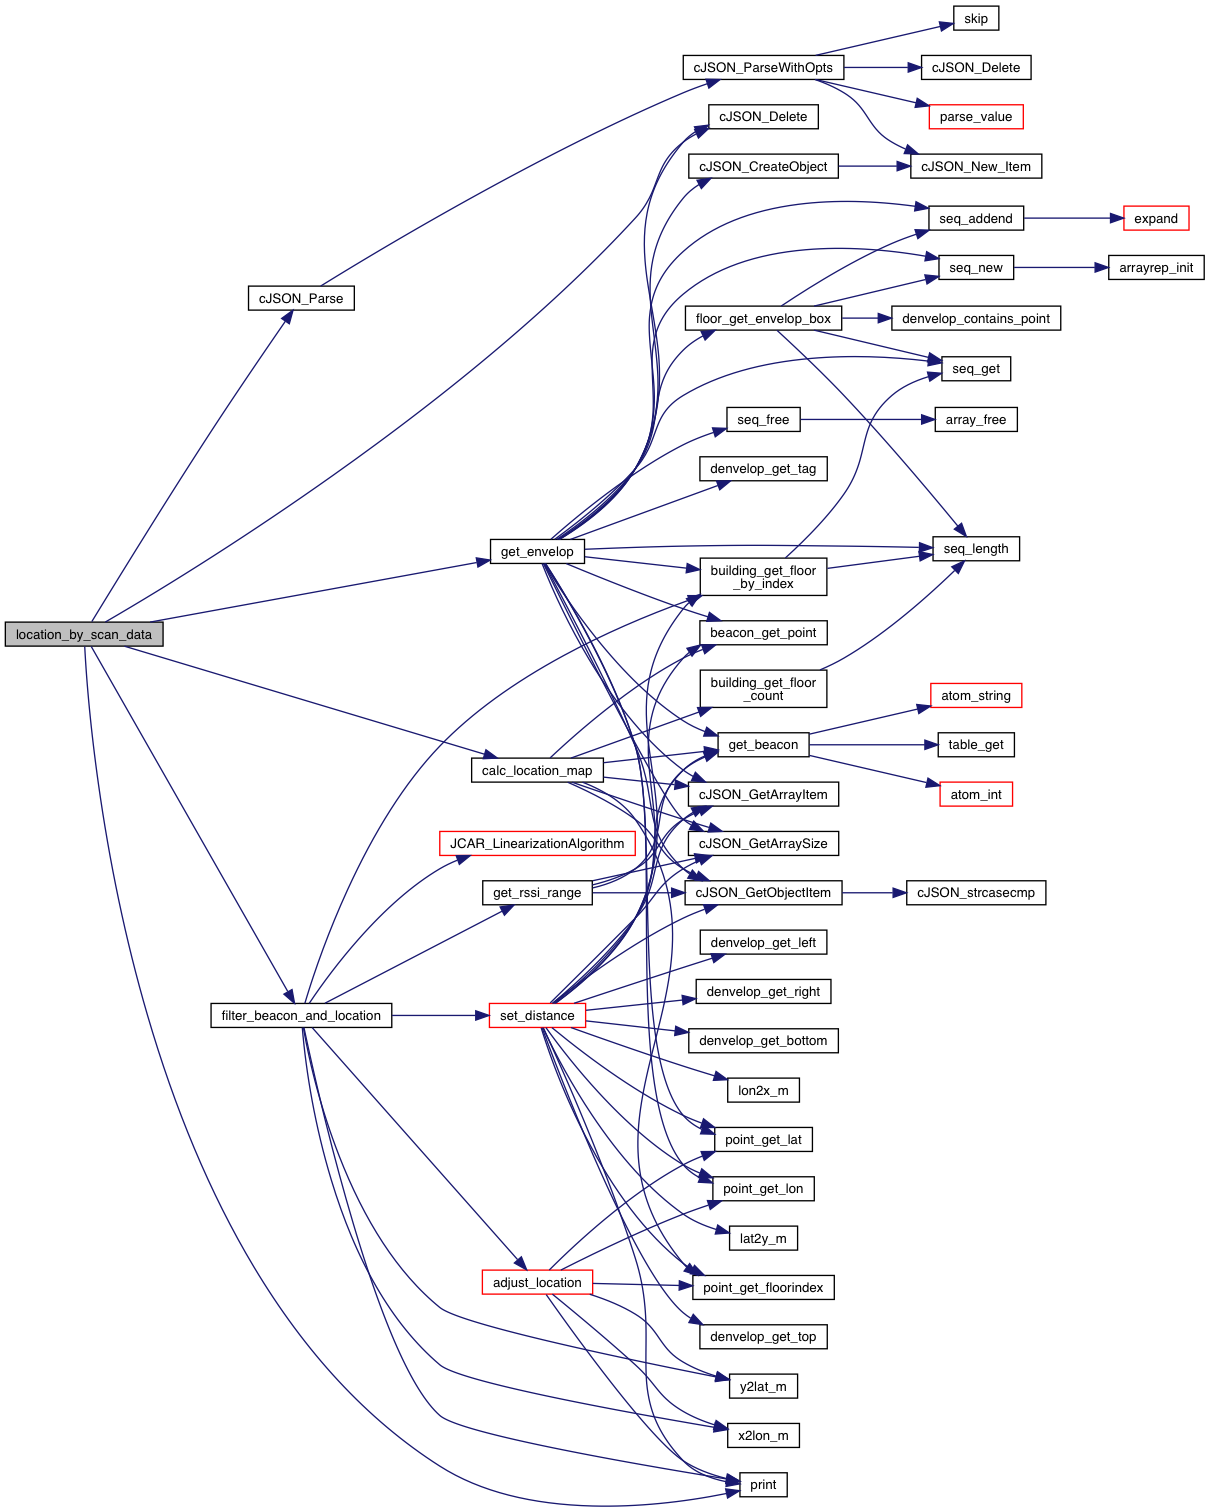 skip
cJSON_ParseWithOpts
cJSON_Delete
parse_value
cJSON_Delete
cJSON_CreateObject
cJSON_New_Item
seq_addend
expand
seq_new
arrayrep_init
cJSON_Parse
floor_get_envelop_box
denvelop_contains_point
seq_get
seq_free
array_free
denvelop_get_tag
get_envelop
seq_length
building_get_floor
_by_index
location_by_scan_data
beacon_get_point
building_get_floor
_count
atom_string
get_beacon
table_get
calc_location_map
cJSON_GetArrayItem
atom_int
JCAR_LinearizationAlgorithm
cJSON_GetArraySize
get_rssi_range
cJSON_GetObjectItem
cJSON_strcasecmp
denvelop_get_left
denvelop_get_right
filter_beacon_and_location
set_distance
denvelop_get_bottom
lon2x_m
point_get_lat
point_get_lon
lat2y_m
adjust_location
point_get_floorindex
denvelop_get_top
y2lat_m
x2lon_m
print